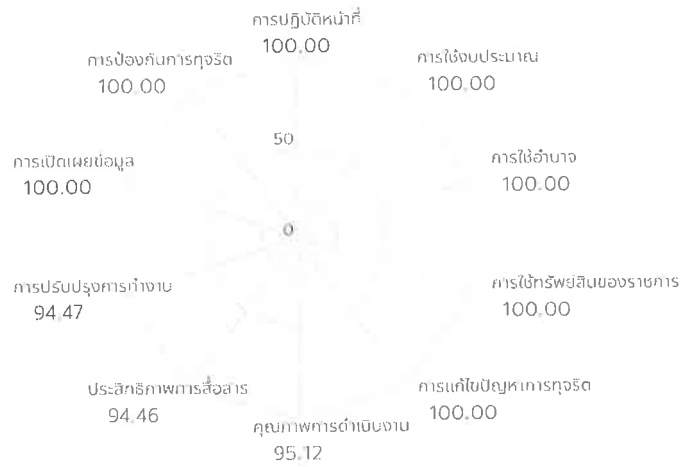 การปฏิบัติหน้าที่
100.00
การใช้งบประมาณ
100.00
การใช้อำนาจ
100.00
การใช้ทรัพย์สินของราชการ
100.00
การแก้ไขปัญหาการทุจริต
100.00
คุณภาพการดำเนินงาน
95.12
ประสิทธิภาพการสื่อสาร
94.46
การปรับปรุงการทำงาน
94.47
การเปิดเผยข้อมูล
100.00
การป้องกันการทุจริต
100.00
50
0